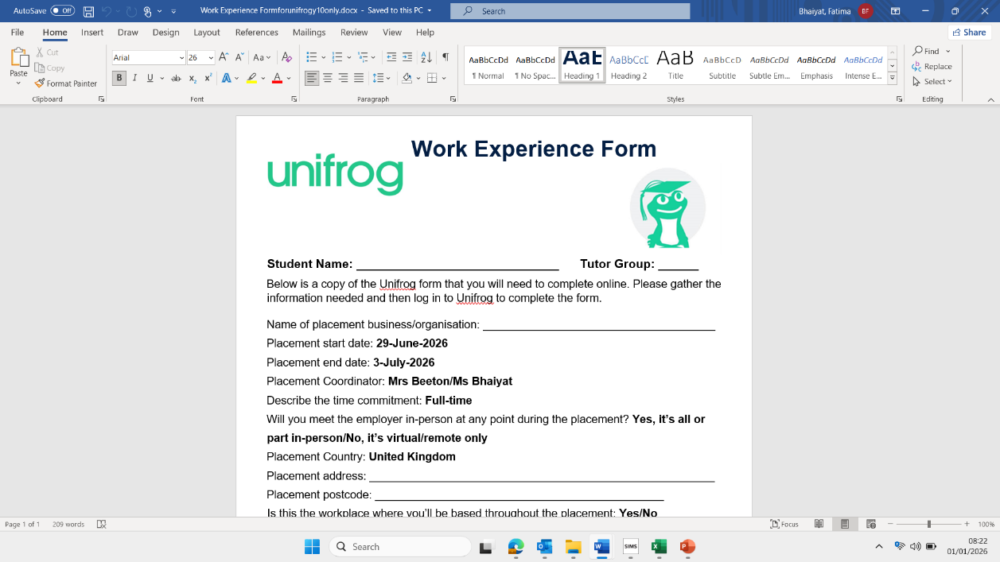 AutoSave Off Work Experience Formforunifrogy10only.docx - Saved to this PC Search Bhaiyat, Fatima BF
File Home Insert Draw Design Layout References Mailings Review View Help Share
Paste Cut Copy Format Painter
Clipboard
Arial 26 Aa
B I U ab x₂ x² A A
Font
Paragraph
AaBbCcDd AaBbCcDd AaBb AaBbCcD AaB AaBbCcD AaBbCcDd AaBbCcDd AaBbCcDd
¶ Normal ¶ No Spac... Heading 1 Heading 2 Title Subtitle Subtle Em... Emphasis Intense E...
Styles
Find
Replace
Select
Editing
Work Experience Form
unifrog
Student Name: ______________________________ Tutor Group: ______
Below is a copy of the Unifrog form that you will need to complete online. Please gather the
information needed and then log in to Unifrog to complete the form.
Name of placement business/organisation: ______________________________________
Placement start date: 29-June-2026
Placement end date: 3-July-2026
Placement Coordinator: Mrs Beeton/Ms Bhaiyat
Describe the time commitment: Full-time
Will you meet the employer in-person at any point during the placement? Yes, it’s all or
part in-person/No, it’s virtual/remote only
Placement Country: United Kingdom
Placement address: ________________________________________________________
Placement postcode: _______________________________________________
Is this the workplace where you’ll be based throughout the placement: Yes/No
Page 1 of 1 209 words Focus 100%
Search SIMS 08:22
01/01/2026